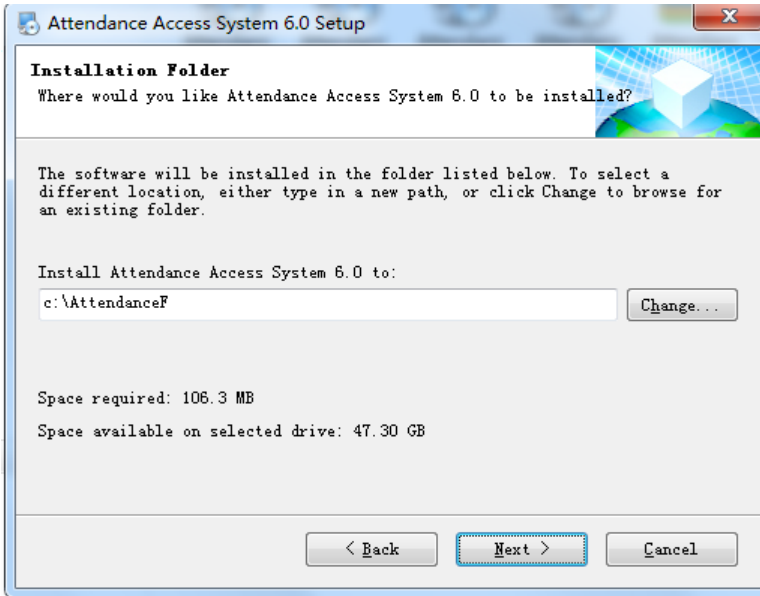 Attendance Access System 6.0 Setup
Installation Folder
Where would you like Attendance Access System 6.0 to be installed?
The software will be installed in the folder listed below. To select a
different location, either type in a new path, or click Change to browse for
an existing folder.
Install Attendance Access System 6.0 to:
c:\AttendanceF
Change...
Space required: 106.3 MB
Space available on selected drive: 47.30 GB
< Back
Next >
Cancel